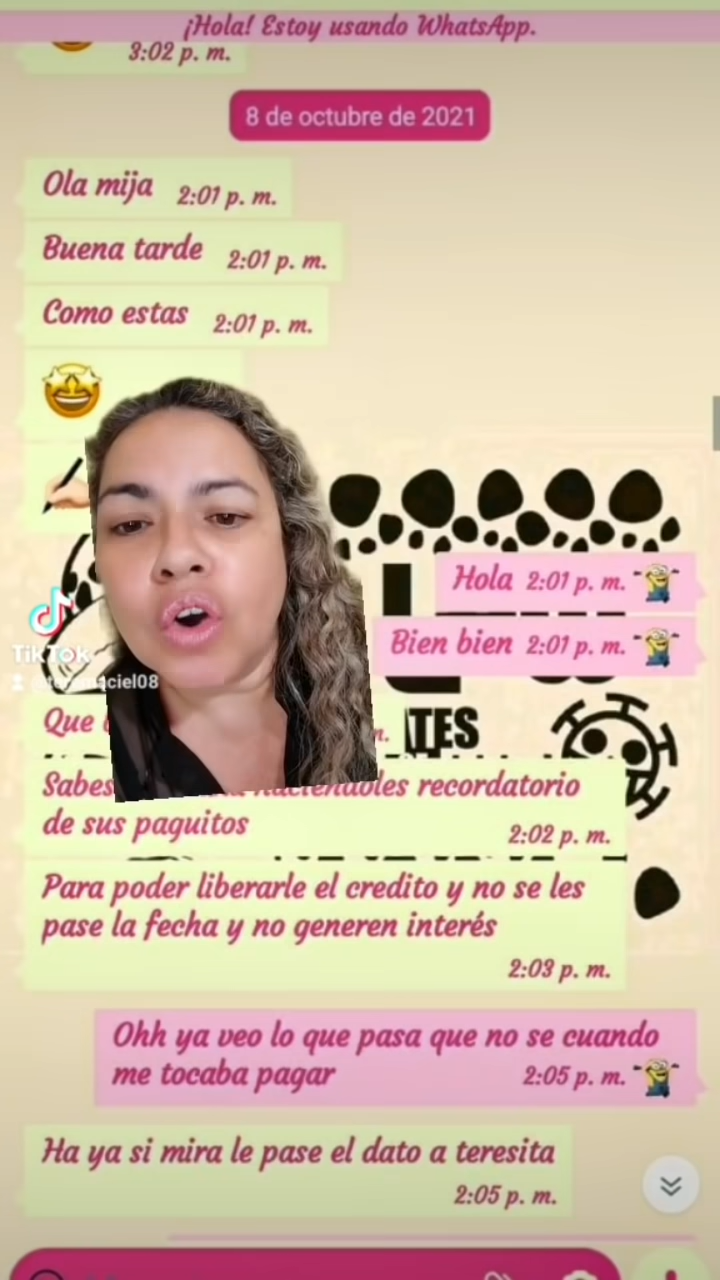 ¡Hola! Estoy usando WhatsApp.
3:02 p. m.
8 de octubre de 2021
Ola mija 2:01 p. m.
Buena tarde 2:01 p. m.
Como estas 2:01 p. m.
Hola 2:01 p. m.
Bien bien 2:01 p. m.
TikTok
Que
ATES
Sabes haciendoles recordatorio
de sus paguitos 2:02 p. m.
Para poder liberarle el credito y no se les
pase la fecha y no generen interés
2:03 p. m.
Ohh ya veo lo que pasa que no se cuando
me tocaba pagar 2:05 p. m.
Ha ya si mira le pase el dato a teresita
2:05 p. m.